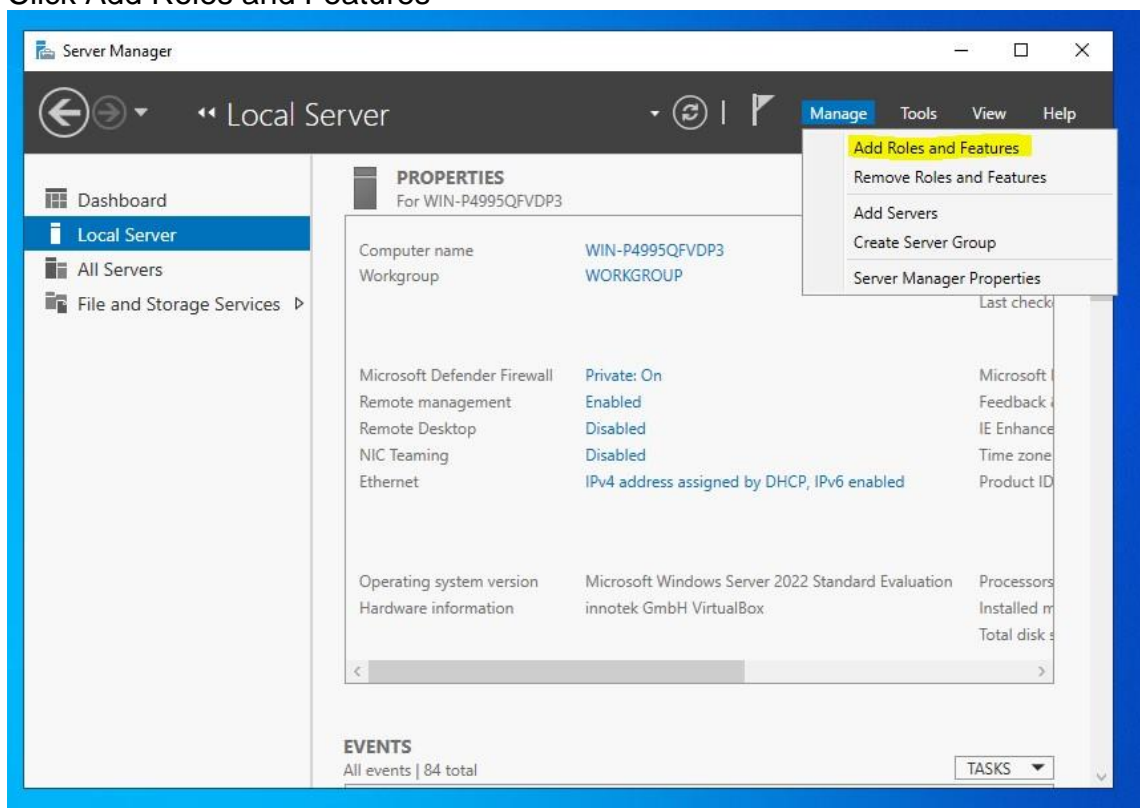 Click Add Roles and Features
Server Manager
Local Server
Manage Tools View Help
Add Roles and Features
Remove Roles and Features
Add Servers
Create Server Group
Server Manager Properties
Dashboard
Local Server
All Servers
File and Storage Services
PROPERTIES
For WIN-P4995QFVDP3
Computer name WIN-P4995QFVDP3
Workgroup WORKGROUP
Last check
Microsoft Defender Firewall Private: On Microsoft
Remote management Enabled Feedback
Remote Desktop Disabled IE Enhance
NIC Teaming Disabled Time zone
Ethernet IPv4 address assigned by DHCP, IPv6 enabled Product ID
Operating system version Microsoft Windows Server 2022 Standard Evaluation Processors
Hardware information innotek GmbH VirtualBox Installed
Total disk
EVENTS
All events | 84 total
TASKS